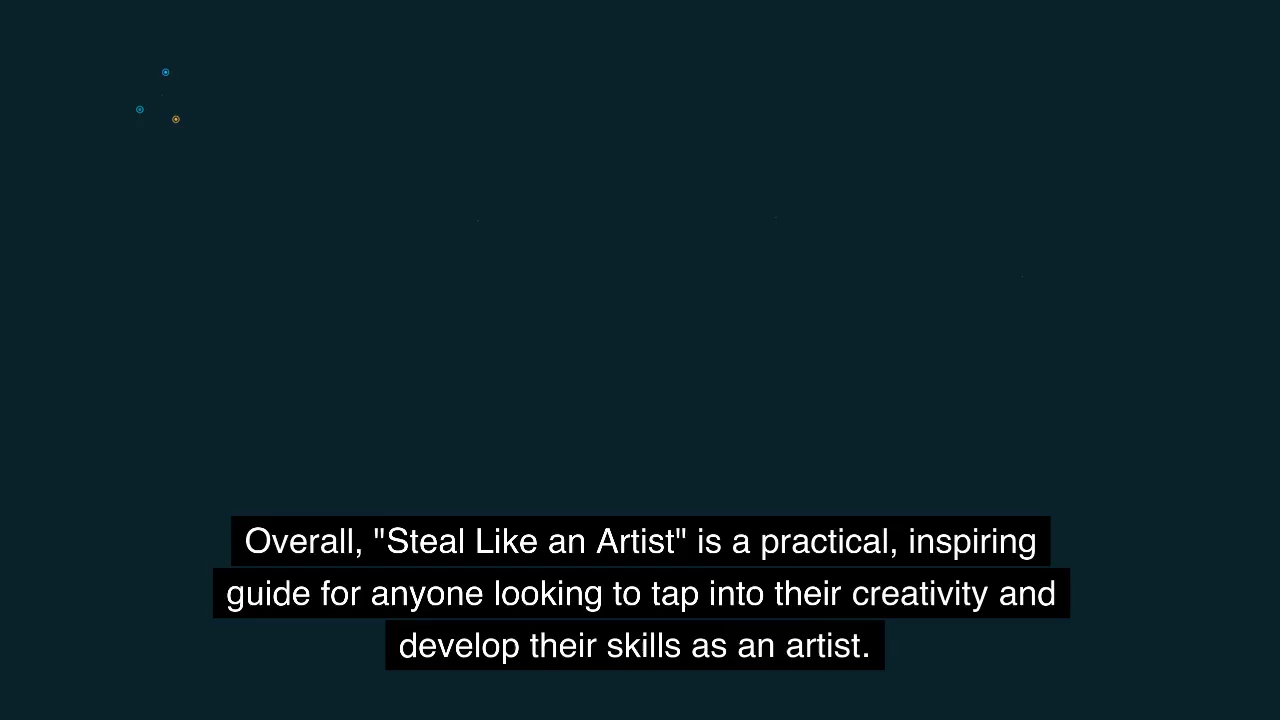 Overall, "Steal Like an Artist" is a practical, inspiring
guide for anyone looking to tap into their creativity and
develop their skills as an artist.